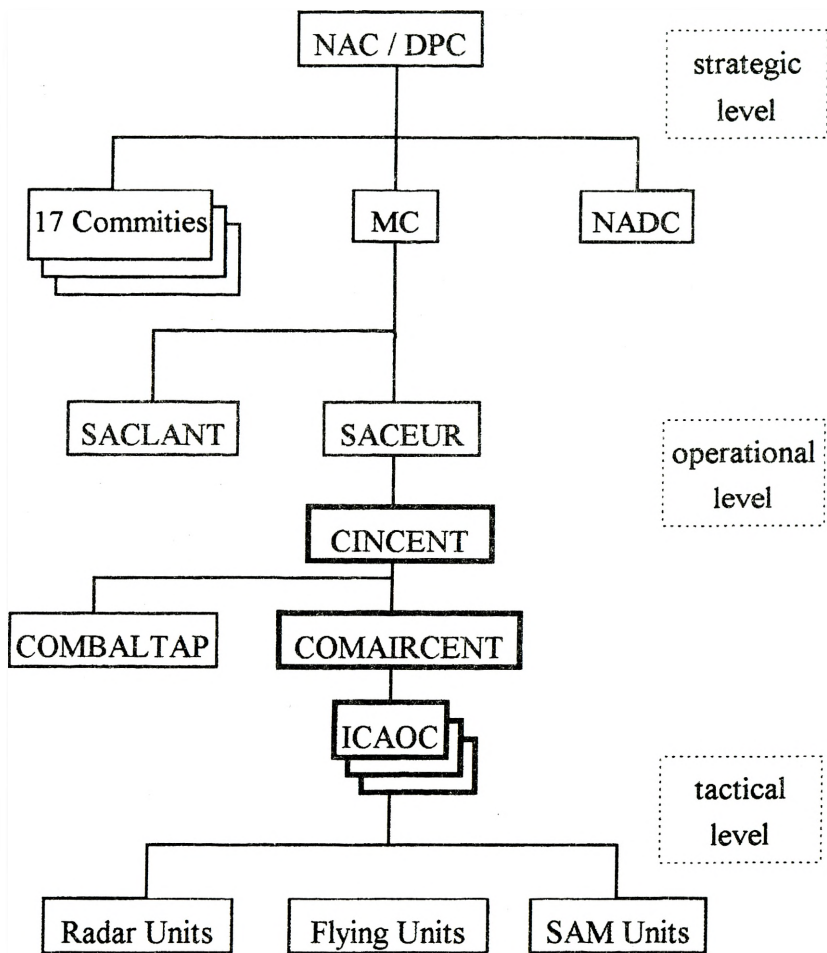 NAC / DPC
strategic
level
17 Commities
MC
NADC
SACLANT
SACEUR
operational
level
CINCENT
COMBALTAP
COMAIRCENT
ICAOC
tactical
level
Radar Units
Flying Units
SAM Units